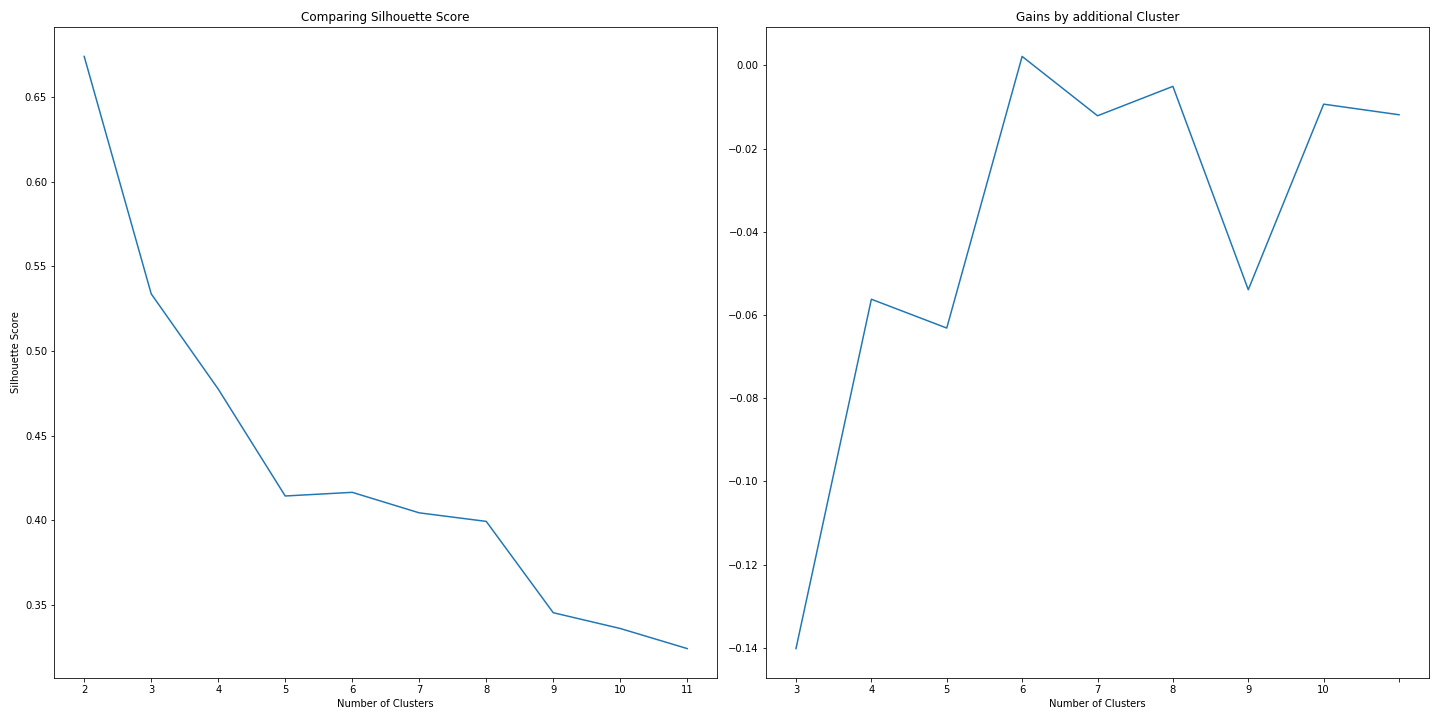 Comparing Silhouette Score
Silhouette Score
0.65
0.60
0.55
0.50
0.45
0.40
0.35
2 3 4 5 6 7 8 9 10 11
Number of Clusters
Gains by additional Cluster
0.00
−0.02
−0.04
−0.06
−0.08
−0.10
−0.12
−0.14
3 4 5 6 7 8 9 10
Number of Clusters